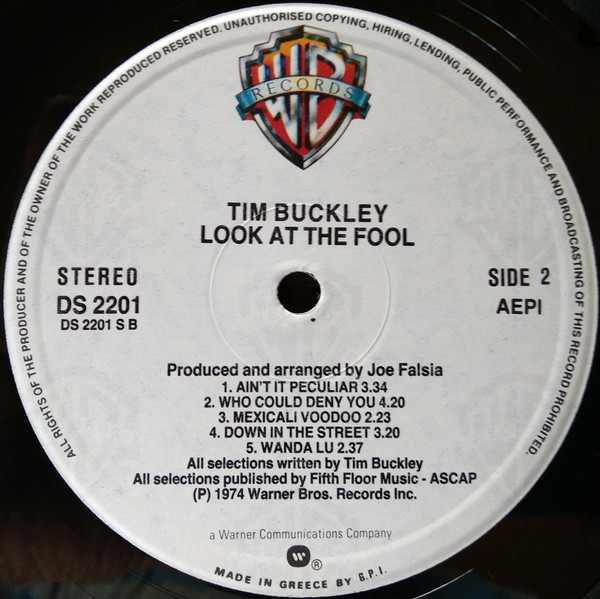 ALL RIGHTS OF THE PRODUCER AND OF THE OWNER OF THE WORK REPRODUCED RESERVED. UNAUTHORISED COPYING, HIRING, LENDING, PUBLIC PERFORMANCE AND BROADCASTING OF THIS RECORD PROHIBITED.
WB
RECORDS
TIM BUCKLEY
LOOK AT THE FOOL
STEREO
DS 2201
DS 2201 S B
SIDE 2
AEPI
Produced and arranged by Joe Falsia
1. AIN'T IT PECULIAR 3.34
2. WHO COULD DENY YOU 4.20
3. MEXICALI VOODOO 2.23
4. DOWN IN THE STREET 3.20
5. WANDA LU 2.37
All selections written by Tim Buckley
All selections published by Fifth Floor Music - ASCAP
(P) 1974 Warner Bros. Records Inc.
a Warner Communications Company
®
MADE IN GREECE BY G.P.I.